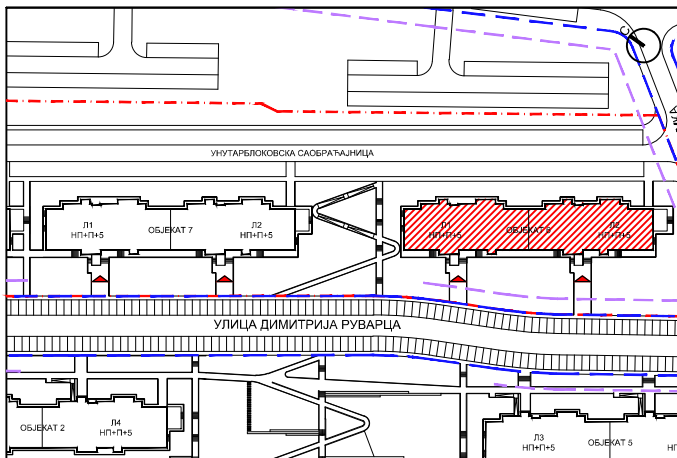 С
УНУТАРБЛОКОВСКА САОБРАЋАЈНИЦА
Л1
НП+П+5
ОБЈЕКАТ 7
Л2
НП+П+5
Л1
НП+П+5
ОБЈЕКАТ 6
Л2
НП+П+5
УЛИЦА ДИМИТРИЈА РУВАРЦА
ОБЈЕКАТ 2
Л4
НП+П+5
Л3
НП+П+5
ОБЈЕКАТ 5